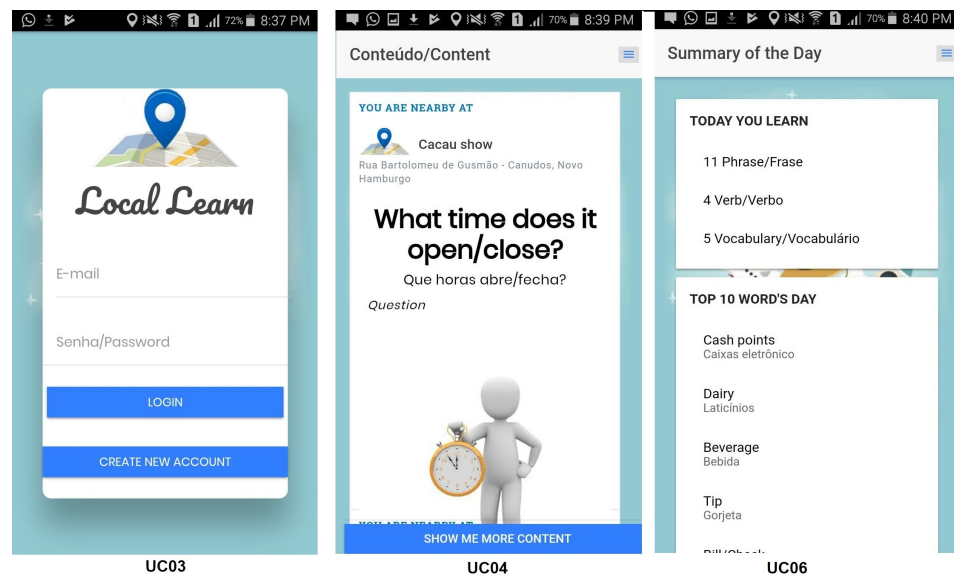 72% 8:37 PM
Local Learn
E-mail
Senha/Password
LOGIN
CREATE NEW ACCOUNT
UC03
70% 8:39 PM
Conteúdo/Content
YOU ARE NEARBY AT
Cacau show
Rua Bartolomeu de Gusmão - Canudos, Novo
Hamburgo
What time does it
open/close?
Que horas abre/fecha?
Question
YOU ARE NEARBY AT
SHOW ME MORE CONTENT
UC04
70% 8:40 PM
Summary of the Day
TODAY YOU LEARN
11 Phrase/Frase
4 Verb/Verbo
5 Vocabulary/Vocabulário
TOP 10 WORD'S DAY
Cash points
Caixas eletrônico
Dairy
Laticínios
Beverage
Bebida
Tip
Gorjeta
UC06